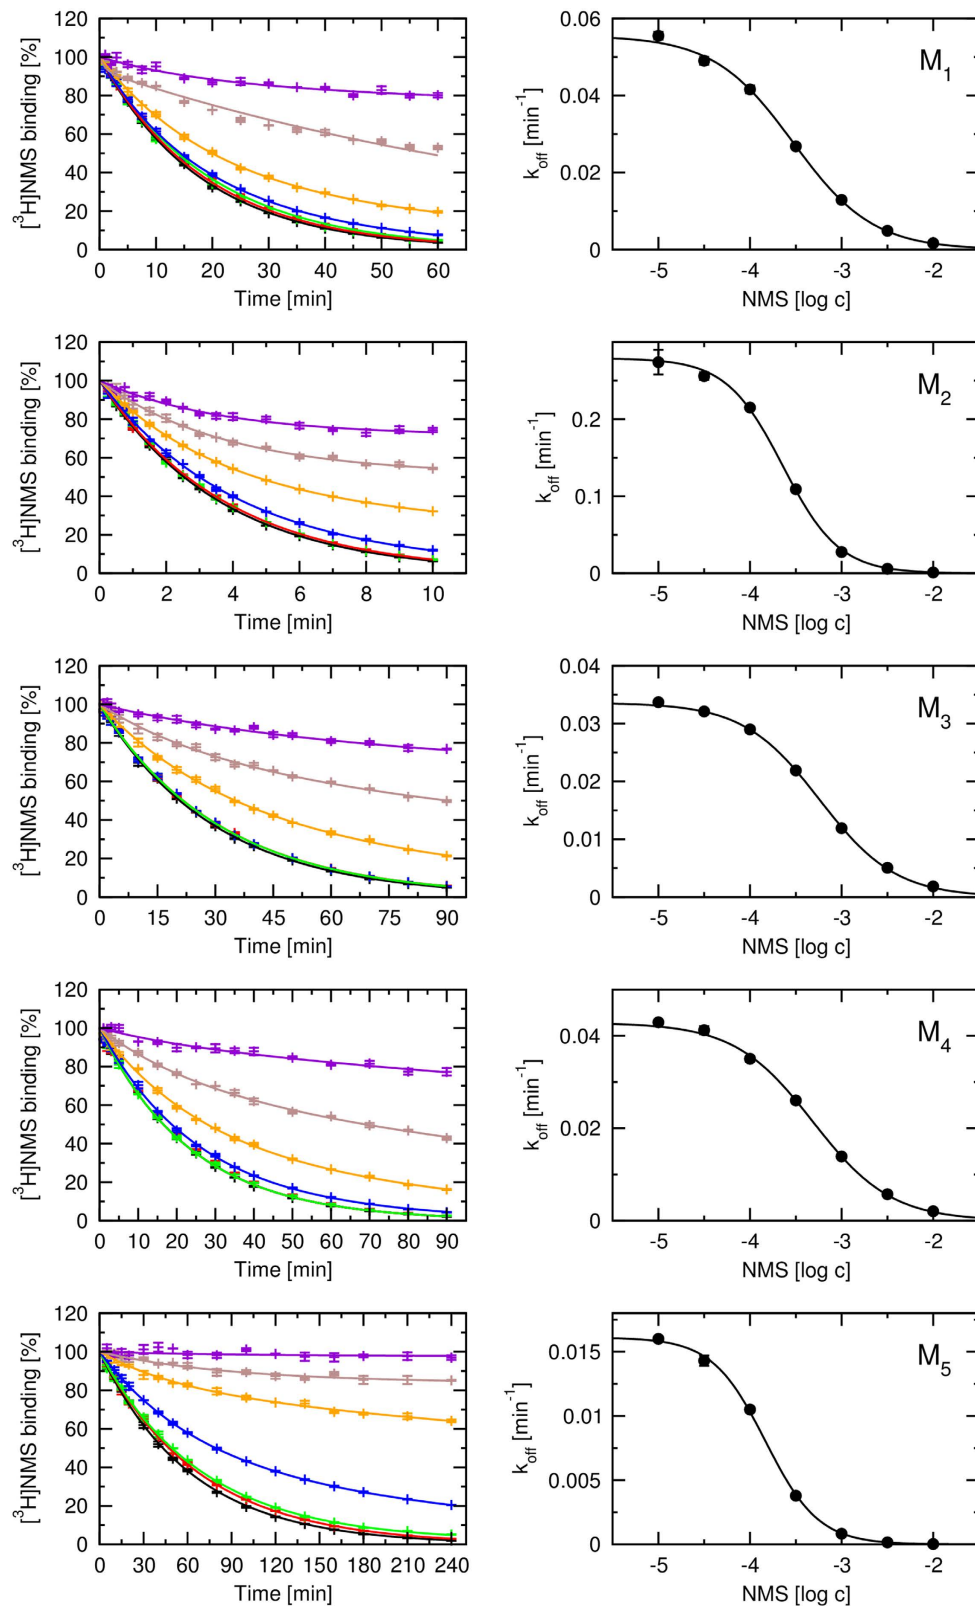 120
100
80
60
40
20
0
[³H]NMS binding [%]
0 10 20 30 40 50 60
Time [min]
0.06
0.04
0.02
0
k_off [min⁻¹]
M₁
-5 -4 -3 -2
NMS [log c]
120
100
80
60
40
20
0
[³H]NMS binding [%]
0 2 6 4 6 8 10
Time [min]
0.2
0.1
0
k_off [min⁻¹]
M₂
-5 -4 -3 -2
NMS [log c]
120
100
80
60
40
20
0
[³H]NMS binding [%]
0 15 30 45 60 75 90
Time [min]
0.04
0.03
0.02
0.01
0
k_off [min⁻¹]
M₃
-5 -4 -3 -2
NMS [log c]
120
100
80
60
40
20
0
[³H]NMS binding [%]
0 10 20 30 40 50 60 70 80 90
Time [min]
0.04
0.02
0
k_off [min⁻¹]
M₄
-5 -4 -3 -2
NMS [log c]
120
100
80
60
40
20
0
[³H]NMS binding [%]
0 30 60 90 120 150 180 210 240
Time [min]
0.015
0.01
0.005
0
k_off [min⁻¹]
M₅
-5 -4 -3 -2
NMS [log c]